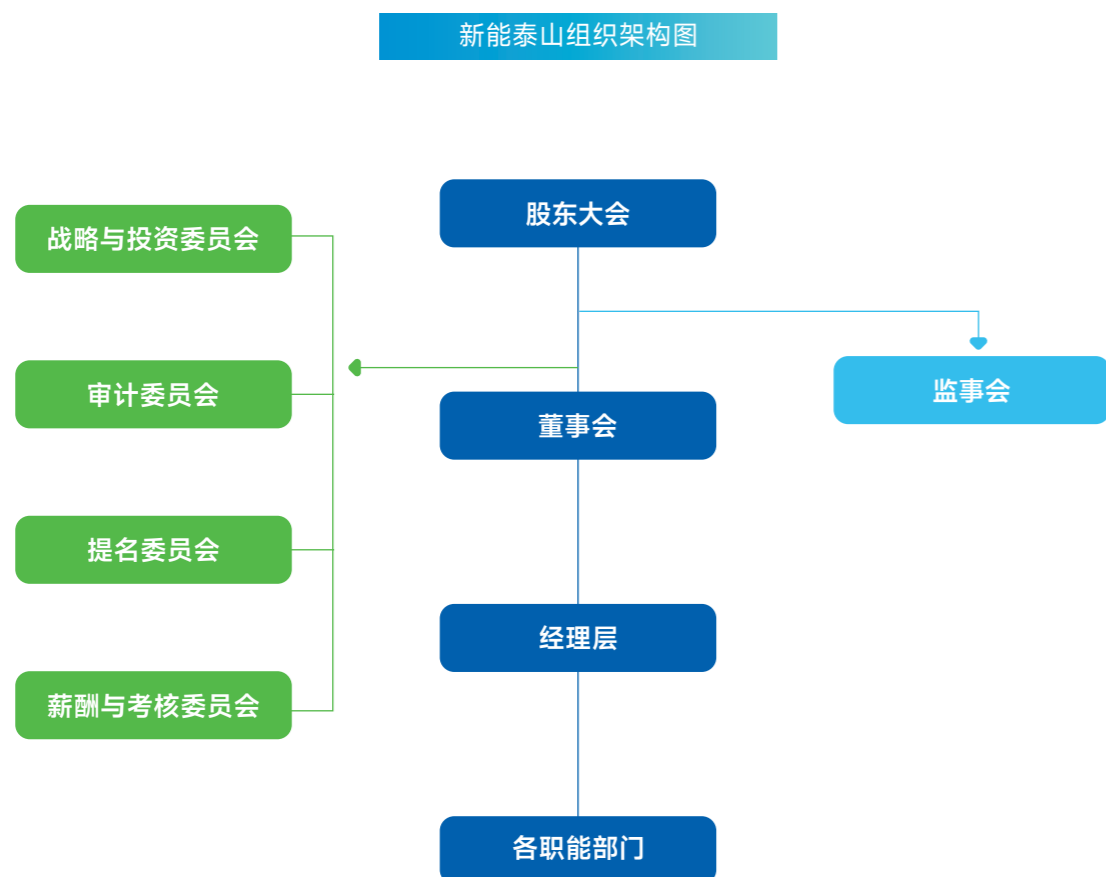 新能泰山组织架构图
股东大会
战略与投资委员会
监事会
审计委员会
董事会
提名委员会
经理层
薪酬与考核委员会
各职能部门